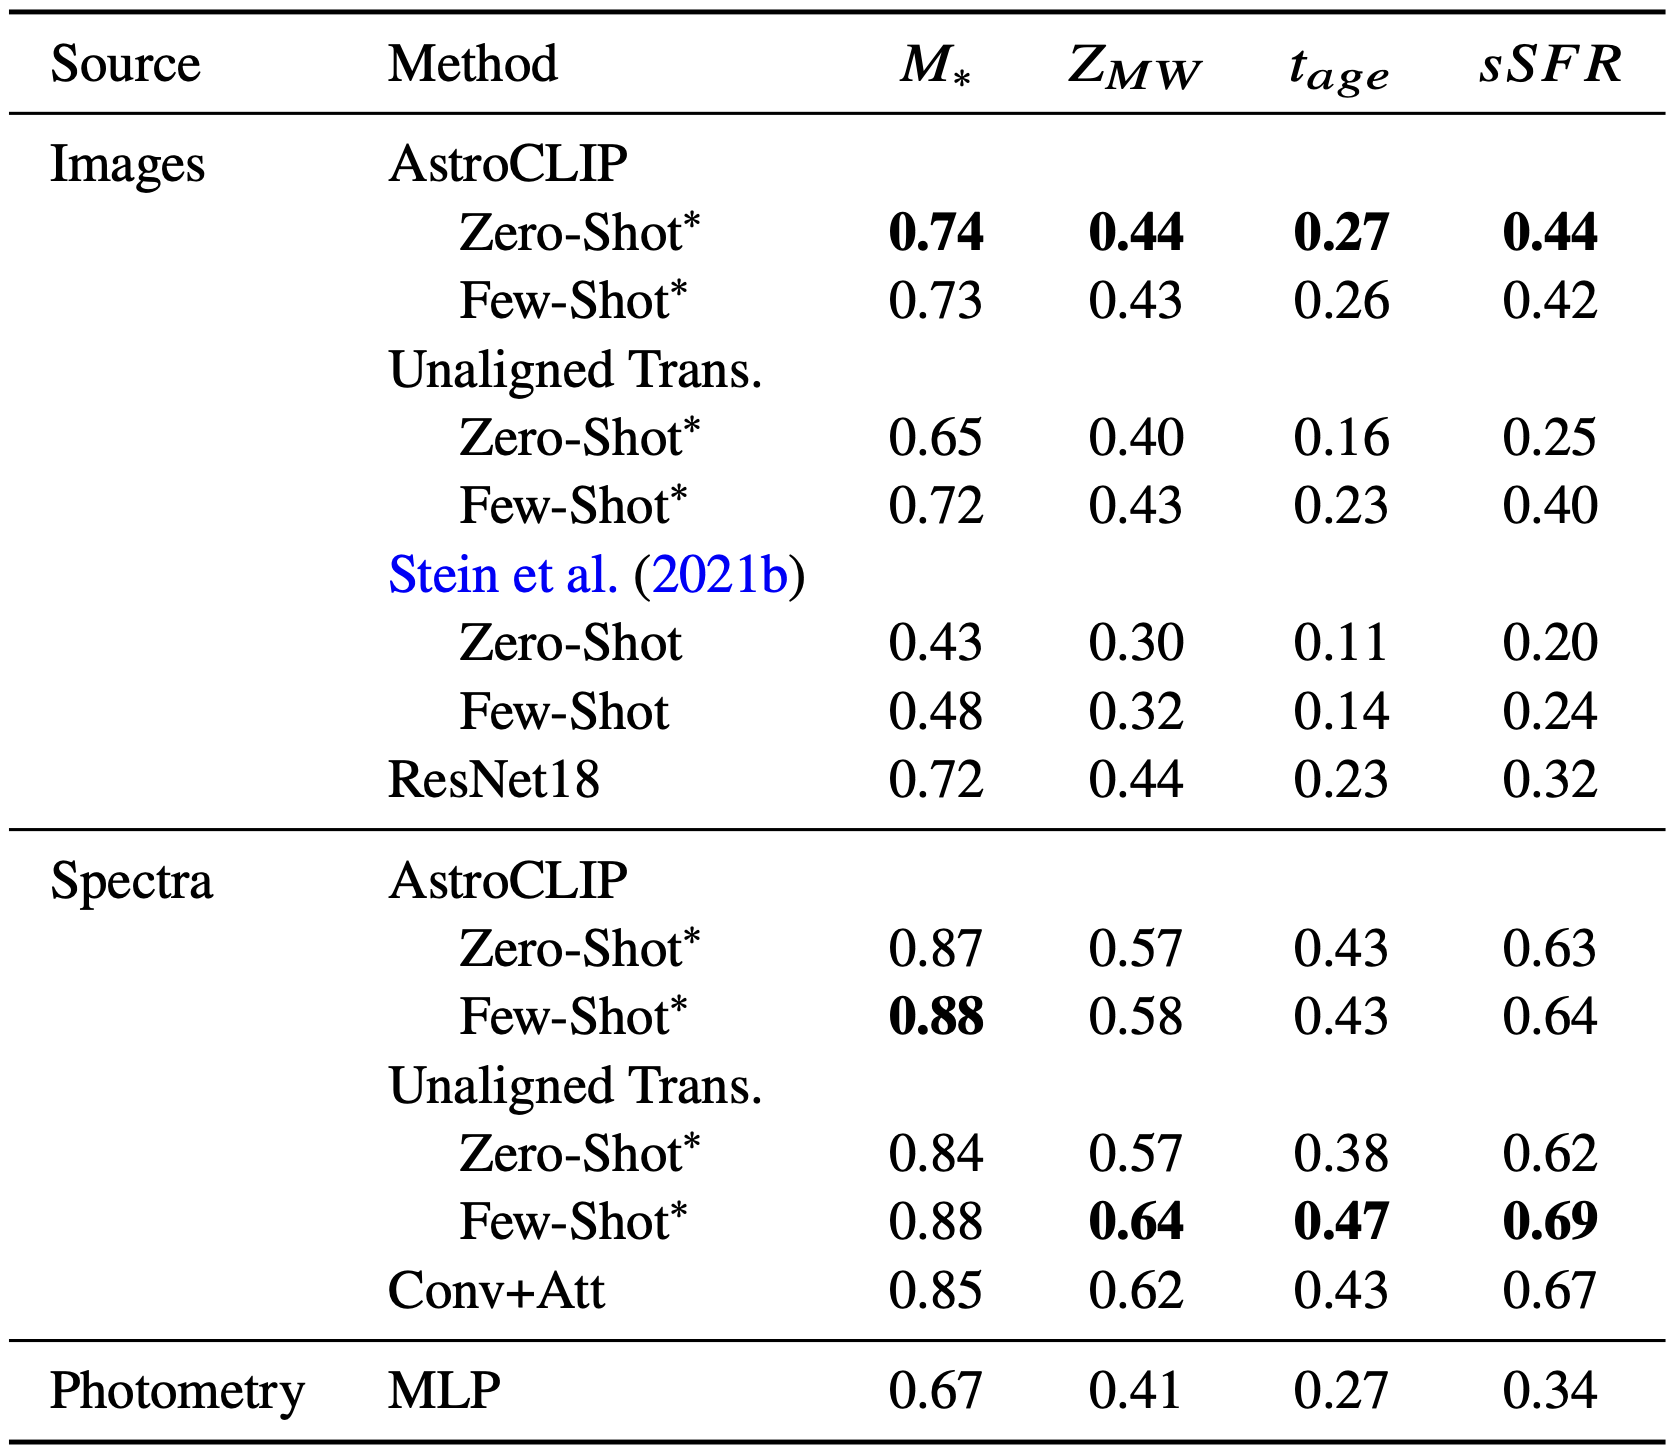 Source Method M* Z_MW t_age sSFR
Images AstroCLIP
Zero-Shot* 0.74 0.44 0.27 0.44
Few-Shot* 0.73 0.43 0.26 0.42
Unaligned Trans.
Zero-Shot* 0.65 0.40 0.16 0.25
Few-Shot* 0.72 0.43 0.23 0.40
Stein et al. (2021b)
Zero-Shot 0.43 0.30 0.11 0.20
Few-Shot 0.48 0.32 0.14 0.24
ResNet18 0.72 0.44 0.23 0.32
Spectra AstroCLIP
Zero-Shot* 0.87 0.57 0.43 0.63
Few-Shot* 0.88 0.58 0.43 0.64
Unaligned Trans.
Zero-Shot* 0.84 0.57 0.38 0.62
Few-Shot* 0.88 0.64 0.47 0.69
Conv+Att 0.85 0.62 0.43 0.67
Photometry MLP 0.67 0.41 0.27 0.34